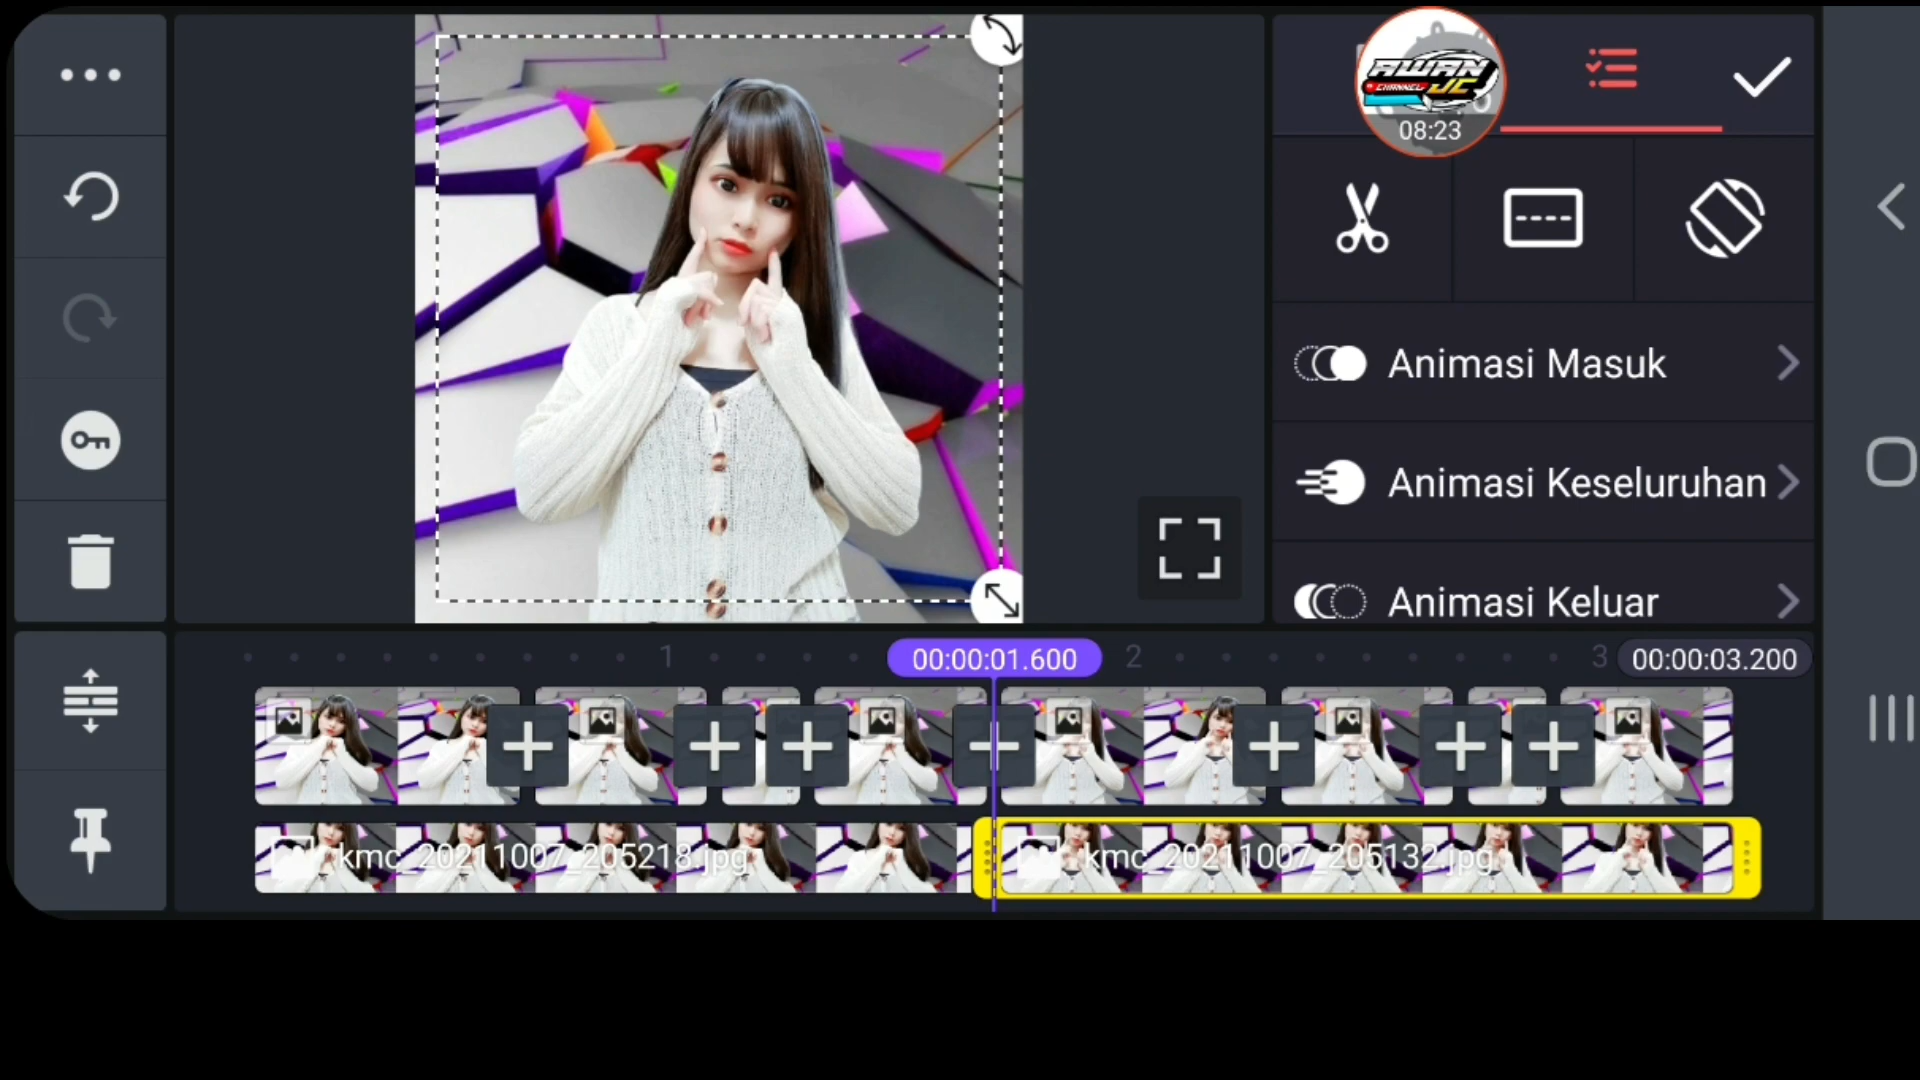 AWAN
CHANNEL JC
08:23
Animasi Masuk
Animasi Keseluruhan
Animasi Keluar
1
00:00:01.600
2
3
00:00:03.200
kmc_20211007_205218.jpg
kmc_20211007_205132.jpg